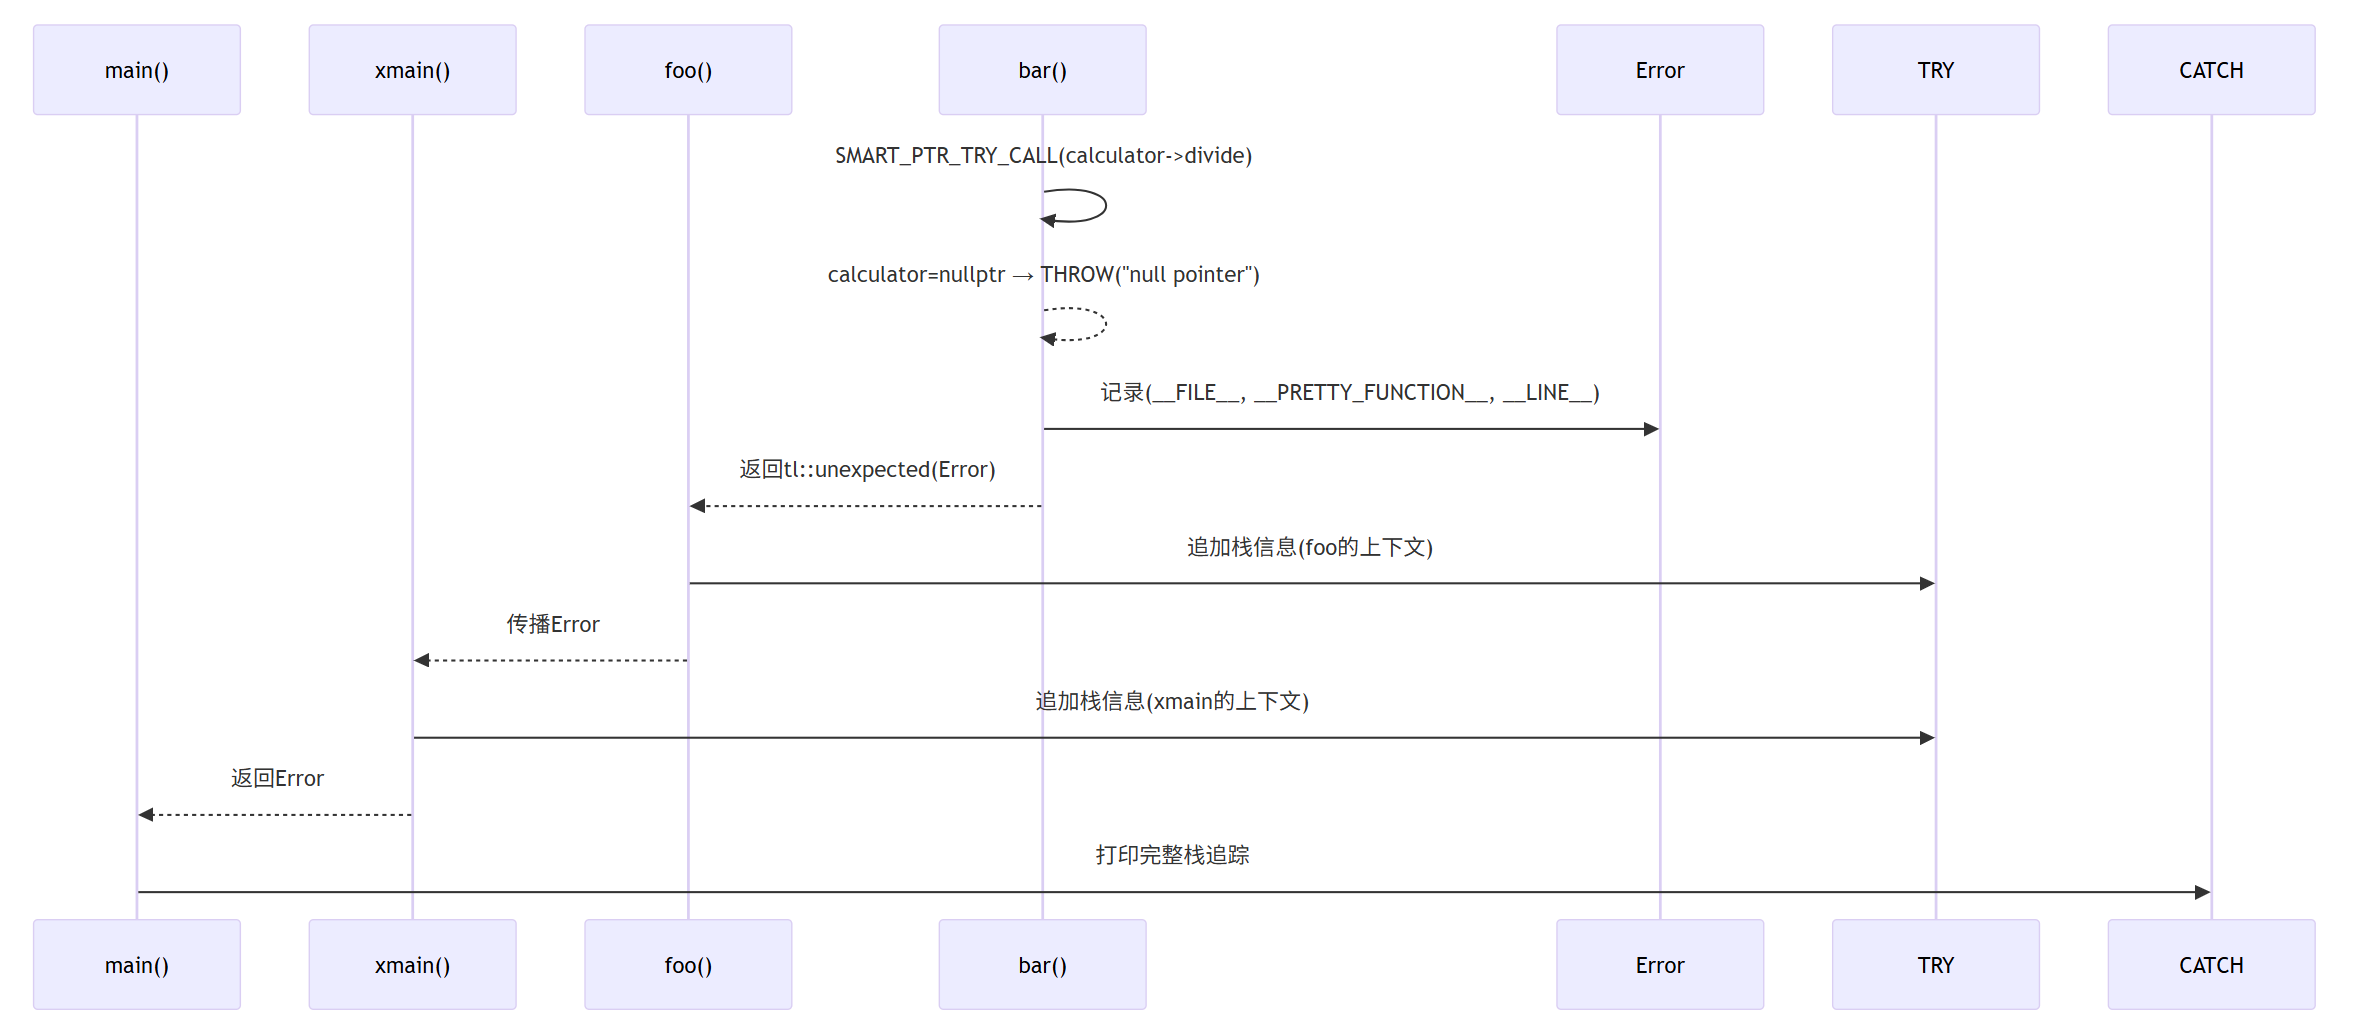 main()
xmain()
foo()
bar()
Error
TRY
CATCH
SMART_PTR_TRY_CALL(calculator->divide)
calculator=nullptr → THROW("null pointer")
记录(__FILE__, __PRETTY_FUNCTION__, __LINE__)
返回tl::unexpected(Error)
追加栈信息(foo的上下文)
传播Error
追加栈信息(xmain的上下文)
返回Error
打印完整栈追踪
main()
xmain()
foo()
bar()
Error
TRY
CATCH